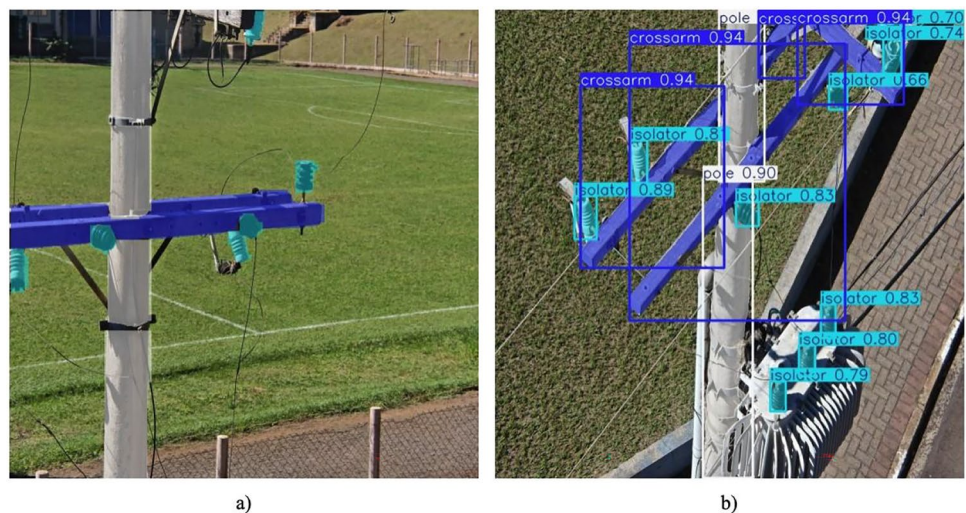 pole
crossarm 0.94
0.70
crossarm 0.94
isolator 0.74
crossarm 0.94
isolator 0.66
isolator 0.81
pole 0.90
isolator 0.89
isolator 0.83
isolator 0.83
isolator 0.80
isolator 0.79
a)
b)